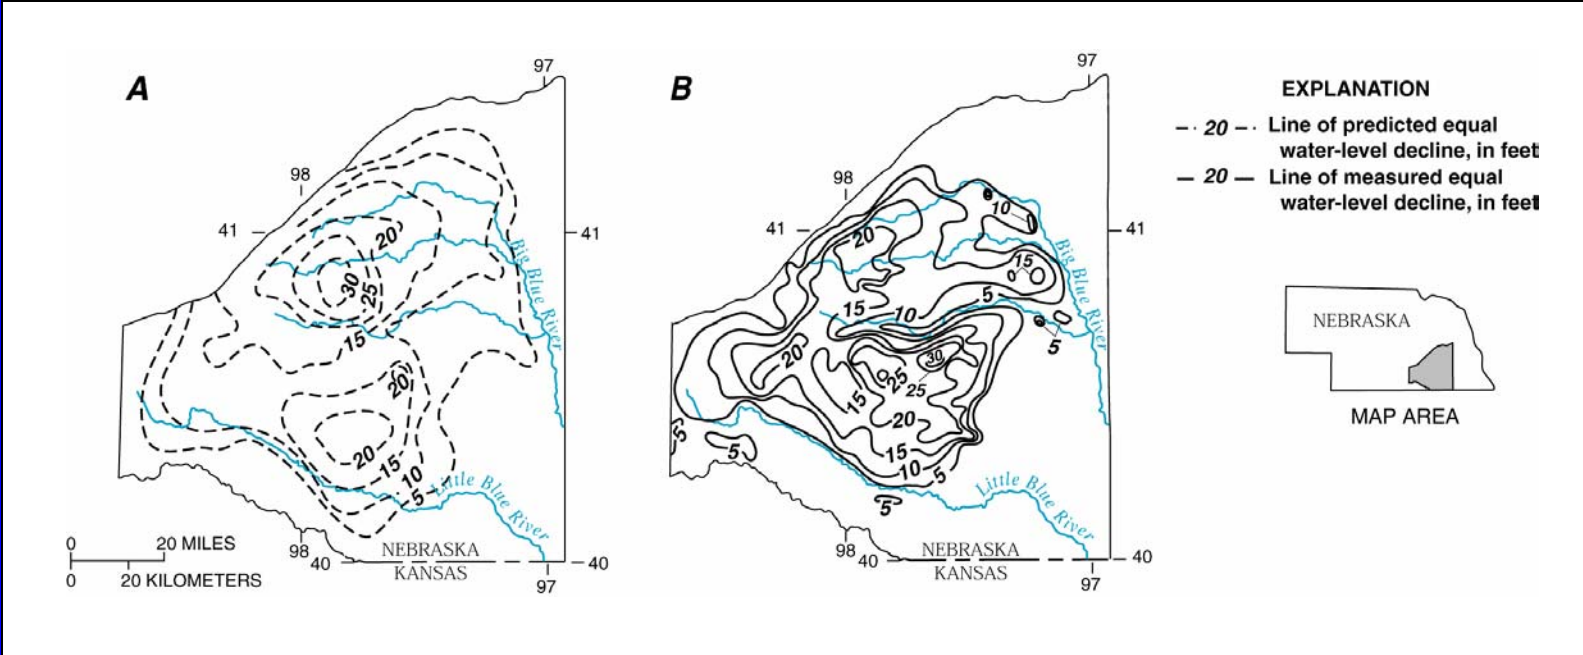 A
97
98
41
41
20
30
25
15
20
20
15
10
5
Big Blue River
Little Blue River
0 20 MILES
0 20 KILOMETERS
98
40
NEBRASKA
KANSAS
40
97
B
97
98
41
41
10
20
15
15
10
5
5
30
20
25
25
15
20
15
10
5
5
5
5
Big Blue River
Little Blue River
98
40
NEBRASKA
KANSAS
40
97
EXPLANATION
20 Line of predicted equal
water-level decline, in feet
20 Line of measured equal
water-level decline, in feet
NEBRASKA
MAP AREA